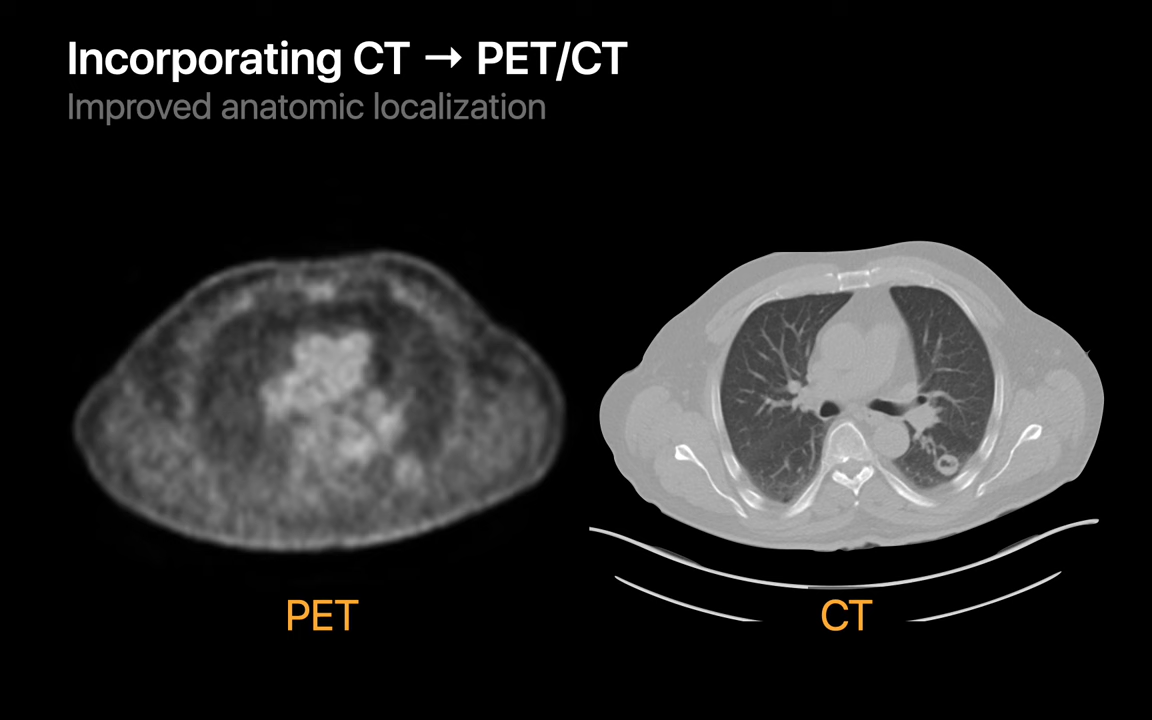 Incorporating CT → PET/CT
Improved anatomic localization
PET
CT